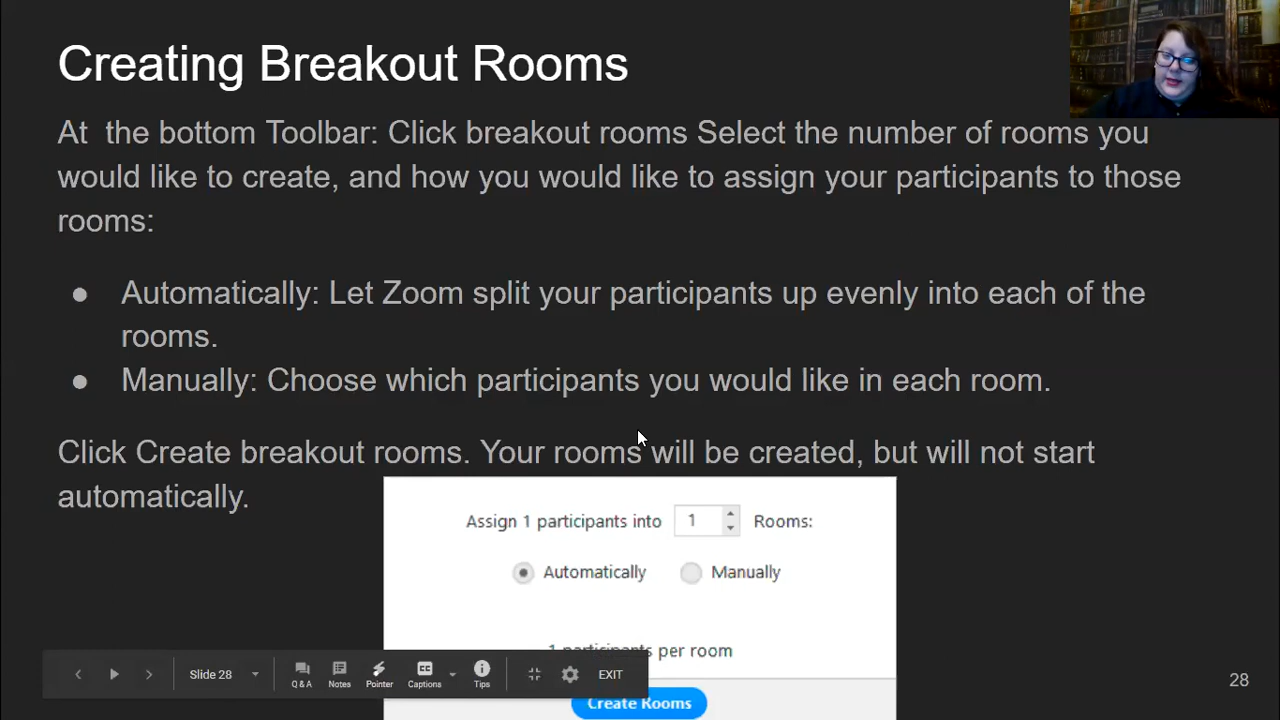 Creating Breakout Rooms
At the bottom Toolbar: Click breakout rooms Select the number of rooms you
would like to create, and how you would like to assign your participants to those
rooms:
● Automatically: Let Zoom split your participants up evenly into each of the
rooms.
● Manually: Choose which participants you would like in each room.
Click Create breakout rooms. Your rooms will be created, but will not start
automatically.
Assign 1 participants into 1 Rooms:
Automatically Manually
1 participants per room
Create Rooms
Slide 28 Q & A Notes Pointer CC Captions Tips EXIT
28